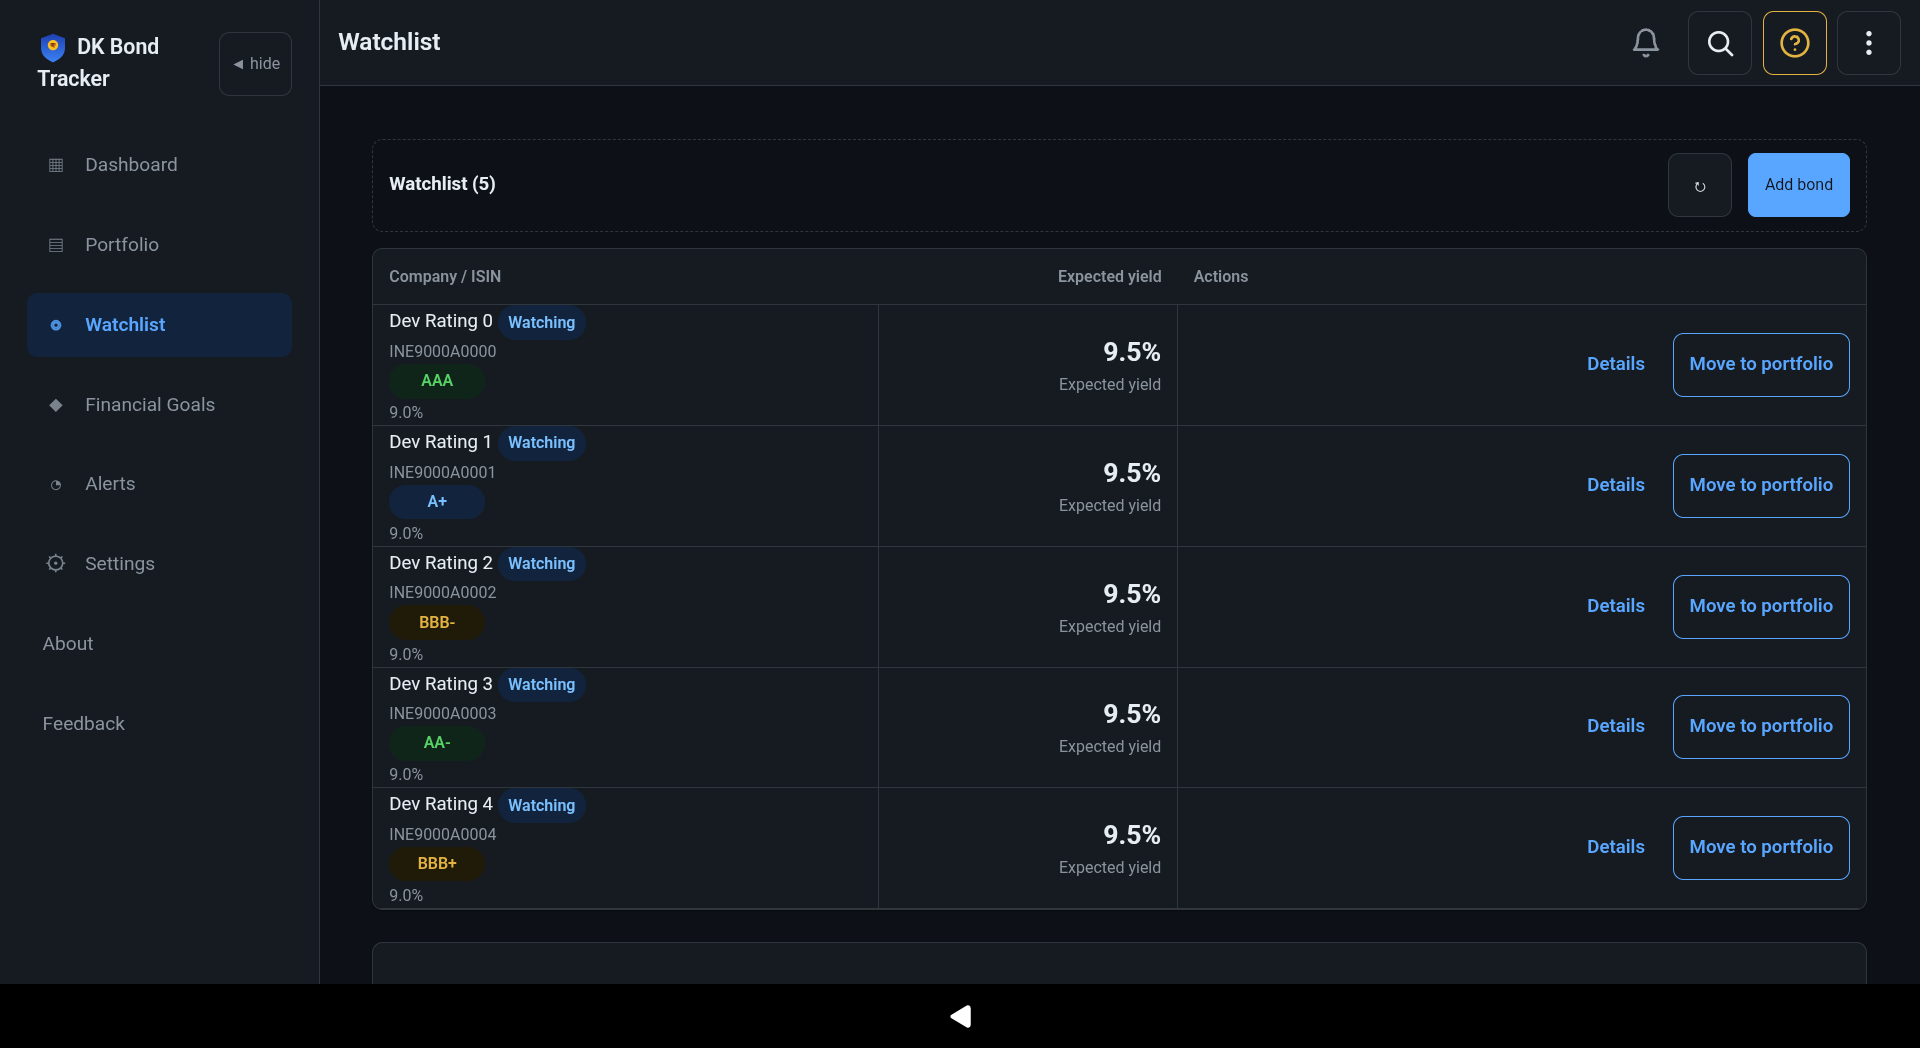 DK Bond
Tracker
◄ hide
Watchlist
Dashboard
Portfolio
Watchlist
Financial Goals
Alerts
Settings
About
Feedback
Watchlist (5)
Add bond
Company / ISIN Expected yield Actions
Dev Rating 0 Watching
INE9000A0000
AAA
9.0%
9.5%
Expected yield
Details Move to portfolio
Dev Rating 1 Watching
INE9000A0001
A+
9.0%
9.5%
Expected yield
Details Move to portfolio
Dev Rating 2 Watching
INE9000A0002
BBB-
9.0%
9.5%
Expected yield
Details Move to portfolio
Dev Rating 3 Watching
INE9000A0003
AA-
9.0%
9.5%
Expected yield
Details Move to portfolio
Dev Rating 4 Watching
INE9000A0004
BBB+
9.0%
9.5%
Expected yield
Details Move to portfolio